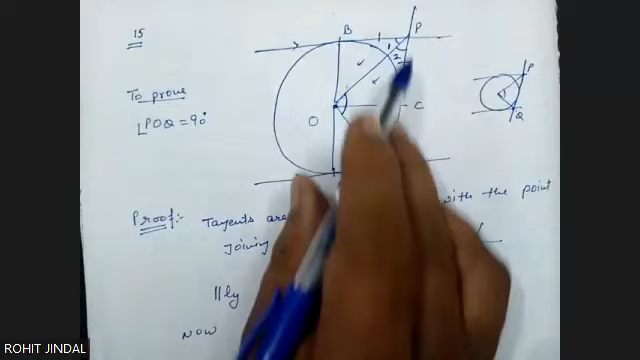 15
To prove
∟POQ = 90°
B
P
1
2
C
O
P
Q
Proof:-
Tangents are
with the point
Joining
||ly
NOW
ROHIT JINDAL